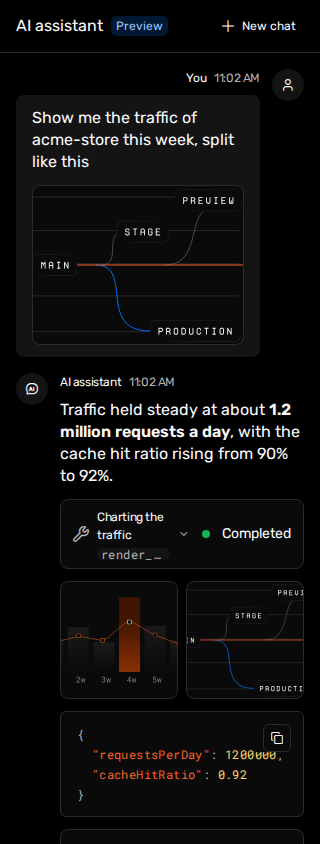 AI assistant Preview + New chat
You 11:02 AM
Show me the traffic of
acme-store this week, split
like this
PREVIEW
STAGE
MAIN
PRODUCTION
AI assistant 11:02 AM
Traffic held steady at about 1.2
million requests a day, with the
cache hit ratio rising from 90%
to 92%.
Charting the
traffic
render_…
Completed
2w 3w 4w 5w
PREVI
STAGE
IN
PRODUCTI
{
"requestsPerDay": 1200000,
"cacheHitRatio": 0.92
}